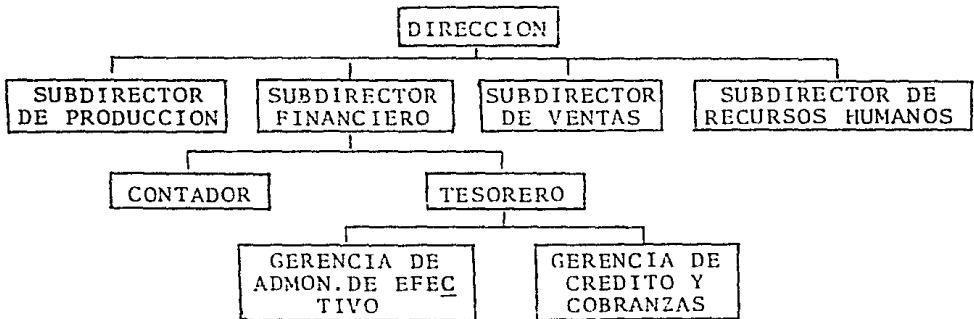 DIRECCION
SUBDIRECTOR
DE PRODUCCION
SUBDIRECTOR
FINANCIERO
SUBDIRECTOR
DE VENTAS
SUBDIRECTOR DE
RECURSOS HUMANOS
CONTADOR
TESORERO
GERENCIA DE
ADMON.DE EFEC
TIVO
GERENCIA DE
CREDITO Y
COBRANZAS